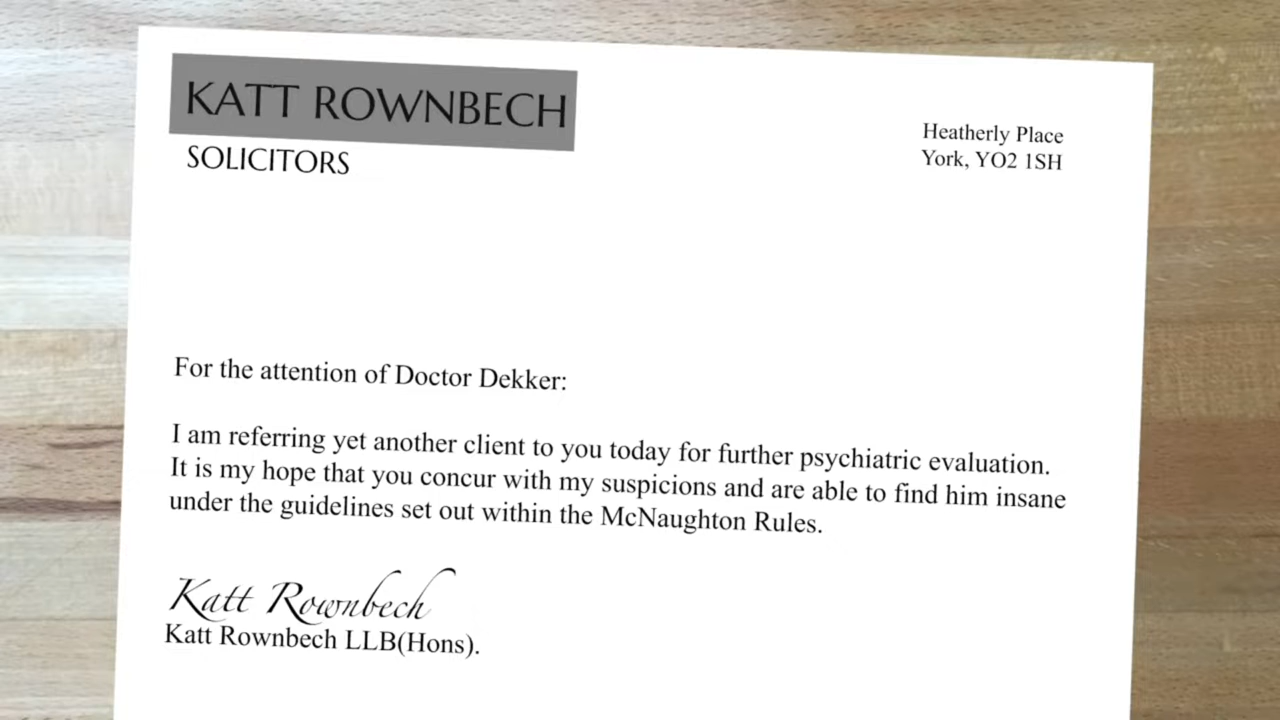 KATT ROWNBECH
SOLICITORS
Heatherly Place
York, YO2 1SH
For the attention of Doctor Dekker:
I am referring yet another client to you today for further psychiatric evaluation.
It is my hope that you concur with my suspicions and are able to find him insane
under the guidelines set out within the McNaughton Rules.
Katt Rownbech
Katt Rownbech LLB(Hons).